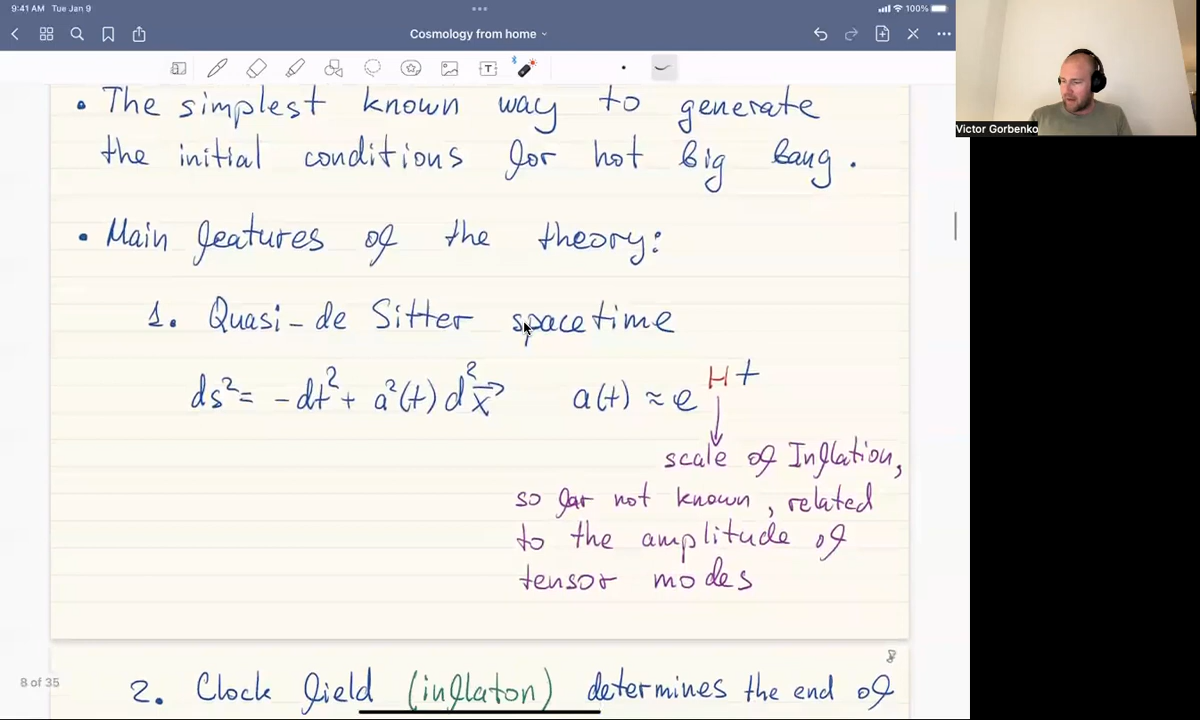 9:41 AM Tue Jan 9
100%
Cosmology from home
Victor Gorbenko
• The simplest known way to generate
the initial conditions for hot big bang.
• Main features of the theory:
1. Quasi-de Sitter spacetime
ds² = -dt² + a²(t) d²x⃗ a(t) ≈ e^{Ht}
scale of Inflation,
so far not known, related
to the amplitude of
tensor modes
8 of 35
2. Clock field (inflaton) determines the end of